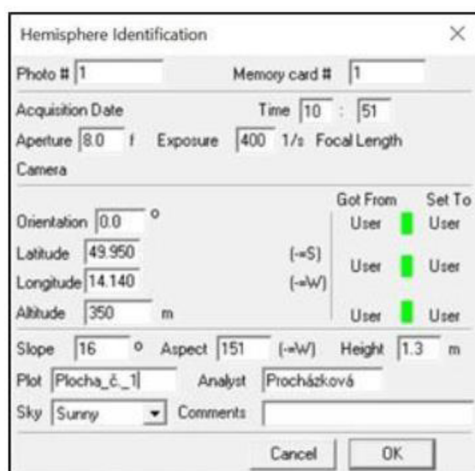 Hemisphere Identification
Photo # 1 Memory card # 1
Acquisition Date Time 10 : 51
Aperture 8.0 f Exposure 400 1/s Focal Length
Camera
Got From Set To
Orientation 0.0 º User User
Latitude 49.950 (-=S)
User User
Longitude 14.140 (-=W)
Altitude 350 m User User
Slope 16 º Aspect 151 (-=W) Height 1.3 m
Plot Plocha_č._1 Analyst Procházková
Sky Sunny Comments
Cancel OK